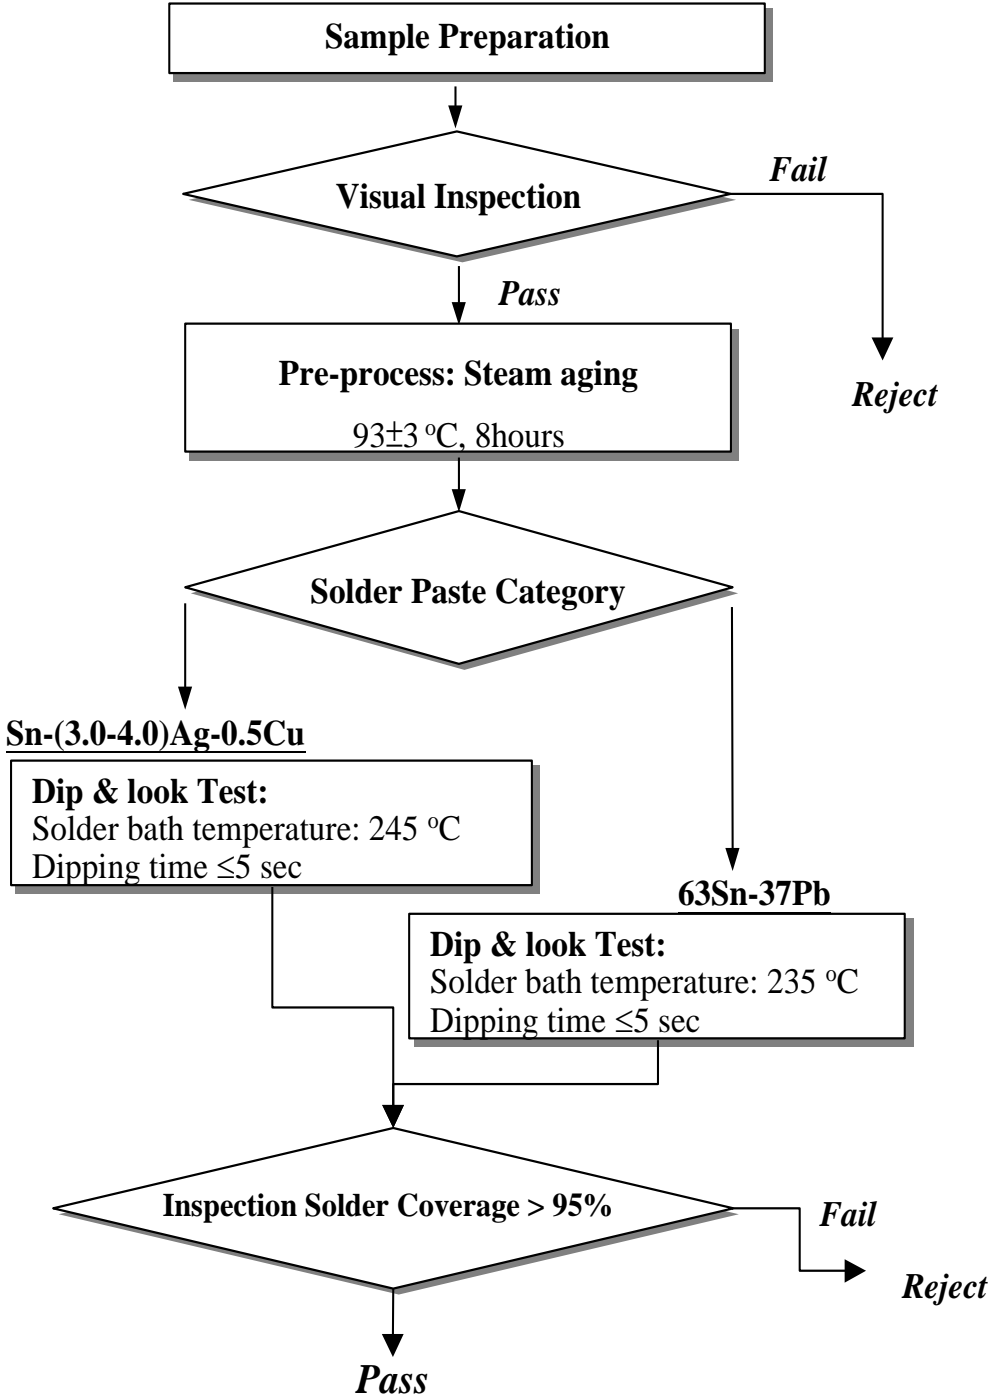 Sample Preparation
Visual Inspection
Fail
Pass
Reject
Pre-process: Steam aging
93±3 °C, 8hours
Solder Paste Category
Sn-(3.0-4.0)Ag-0.5Cu
Dip & look Test:
Solder bath temperature: 245 °C
Dipping time ≤5 sec
63Sn-37Pb
Dip & look Test:
Solder bath temperature: 235 °C
Dipping time ≤5 sec
Inspection Solder Coverage > 95%
Fail
Reject
Pass